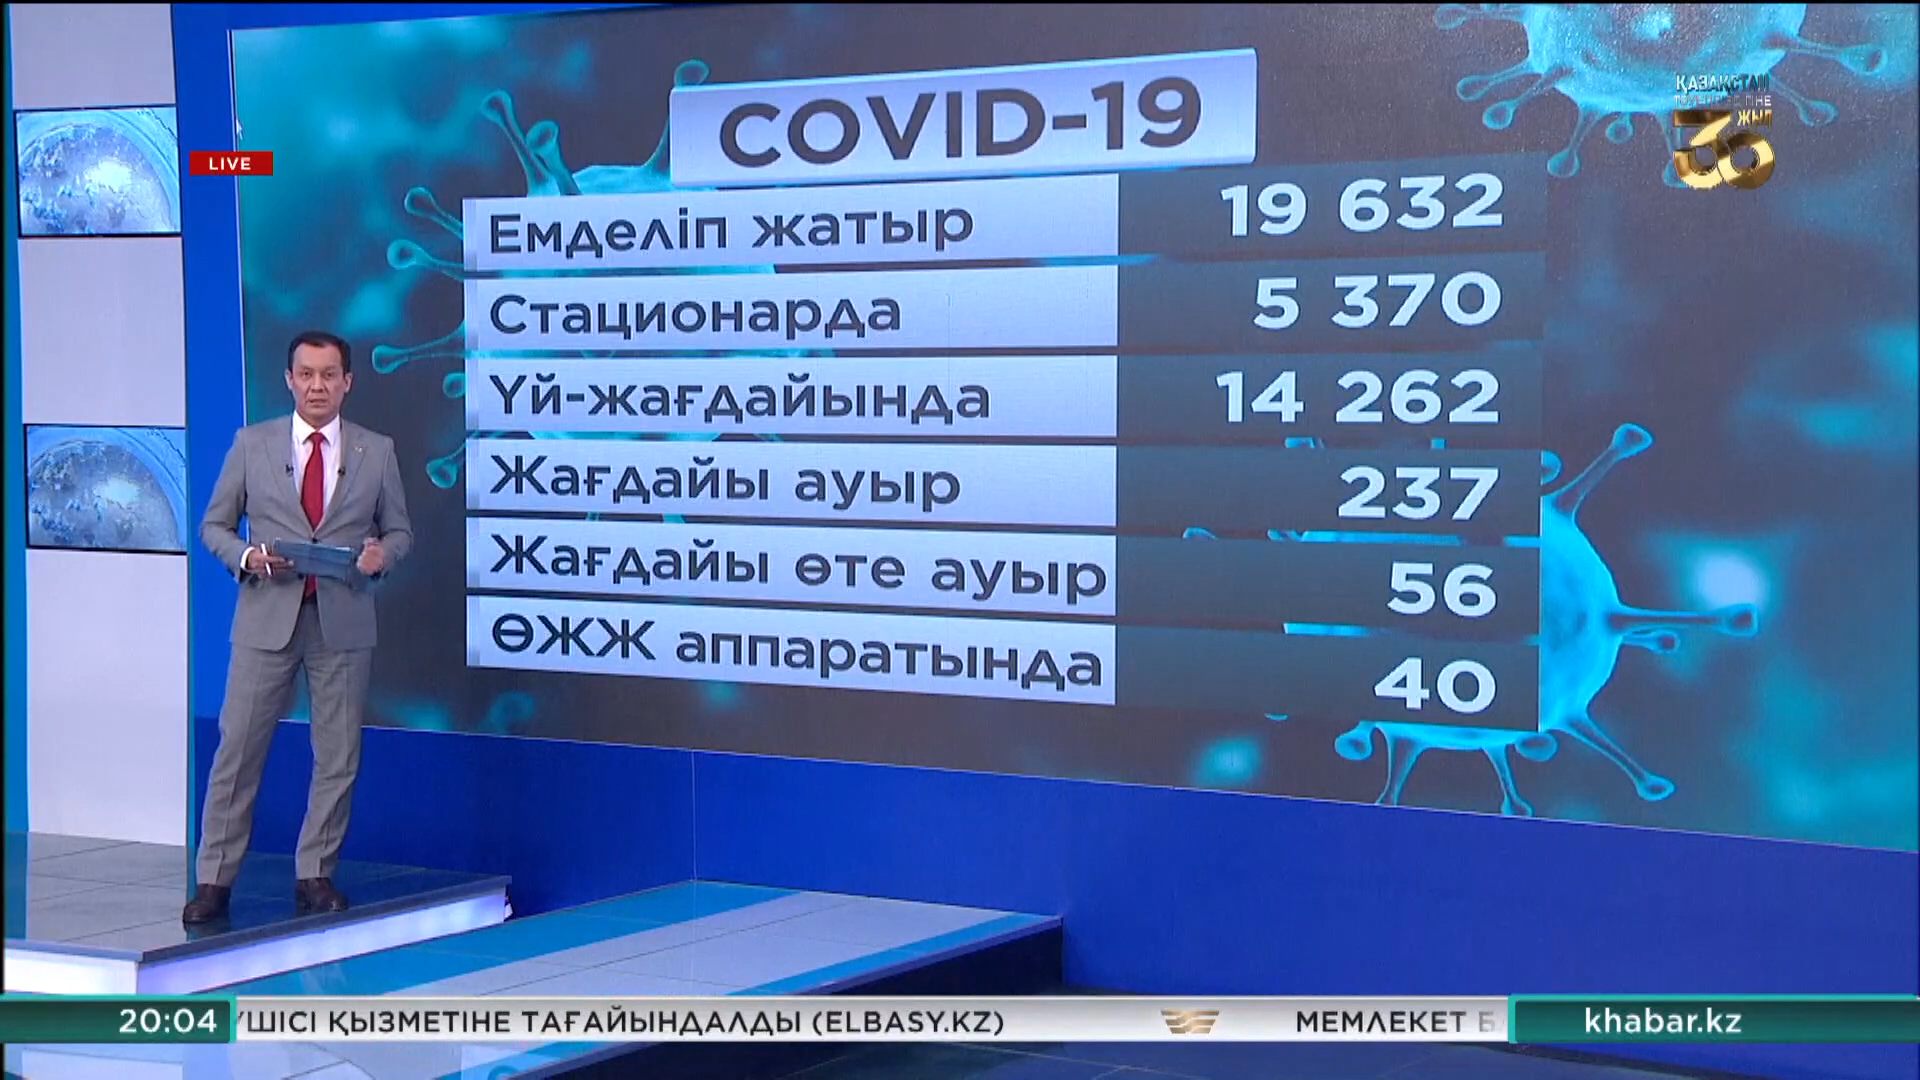 COVID-19
LIVE
ҚАЗАҚСТАН
30 ЖЫЛ
Емделіп жатыр 19 632
Стационарда 5 370
Үй-жағдайында 14 262
Жағдайы ауыр 237
Жағдайы өте ауыр 56
ӨЖЖ аппаратында 40
20:04 УШІСІ ҚЫЗМЕТІНЕ ТАҒАЙЫНДАЛДЫ (ELBASY.KZ) МЕМЛЕКЕТ khabar.kz